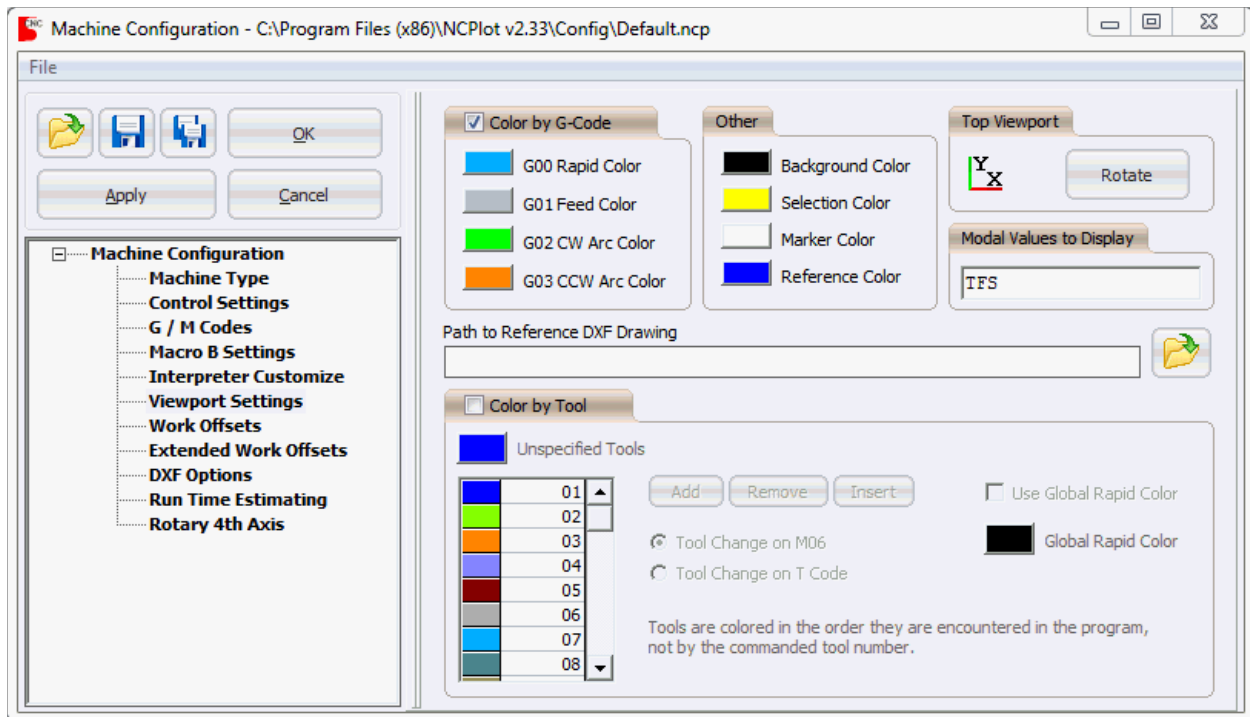 CNC
Machine Configuration - C:\Program Files (x86)\NCPlot v2.33\Config\Default.ncp
File
OK
Apply
Cancel
Machine Configuration
Machine Type
Control Settings
G / M Codes
Macro B Settings
Interpreter Customize
Viewport Settings
Work Offsets
Extended Work Offsets
DXF Options
Run Time Estimating
Rotary 4th Axis
Color by G-Code
G00 Rapid Color
G01 Feed Color
G02 CW Arc Color
G03 CCW Arc Color
Other
Background Color
Selection Color
Marker Color
Reference Color
Top Viewport
Y
X
Rotate
Modal Values to Display
TFS
Path to Reference DXF Drawing
Color by Tool
Unspecified Tools
01
02
03
04
05
06
07
08
Add
Remove
Insert
Tool Change on M06
Tool Change on T Code
Use Global Rapid Color
Global Rapid Color
Tools are colored in the order they are encountered in the program,
not by the commanded tool number.